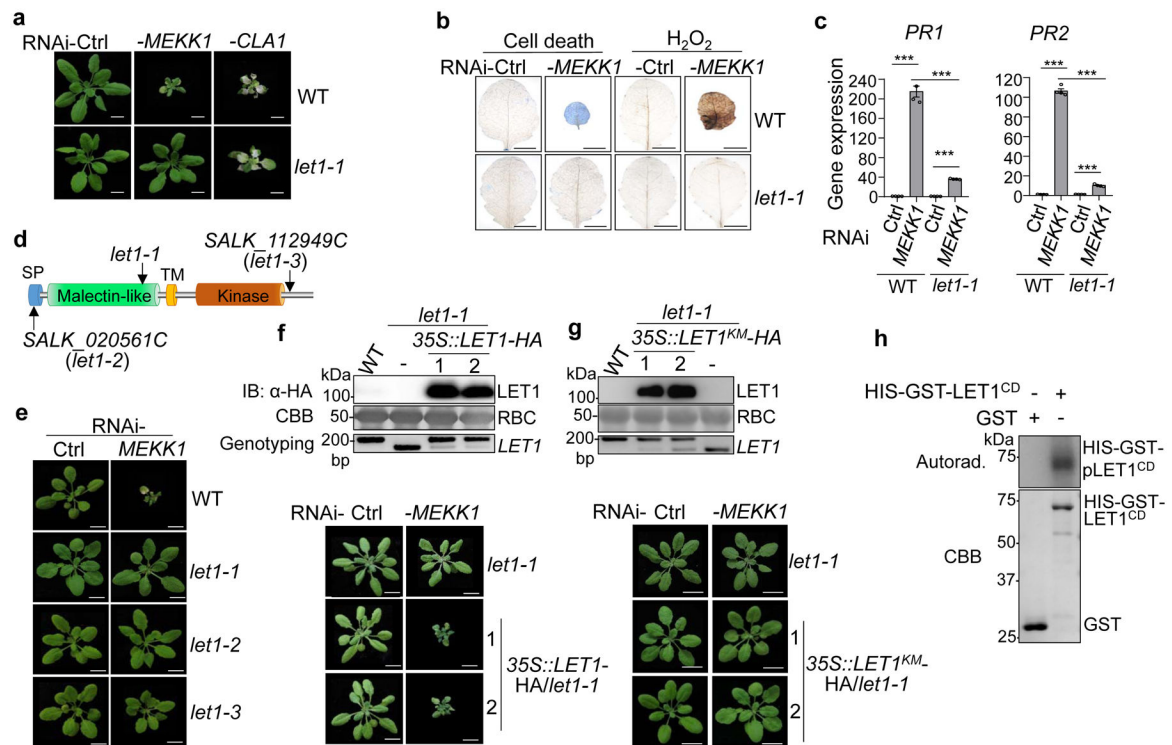 a
RNAi-Ctrl -MEKK1 -CLA1
WT
let1-1
b
Cell death H2O2
RNAi-Ctrl -MEKK1 -Ctrl -MEKK1
WT
let1-1
c
PR1 PR2
Gene expression
*** ***
*** ***
*** ***
240 120
200 100
160 80
120 60
80 40
40 20
0 0
RNAi Ctrl MEKK1 Ctrl MEKK1 Ctrl MEKK1 Ctrl MEKK1
WT let1-1 WT let1-1
d
SALK_112949C
let1-1 (let1-3)
SP TM
Malectin-like Kinase
SALK_020561C
(let1-2)
e
RNAi-
Ctrl MEKK1
WT
let1-1
let1-2
let1-3
f
let1-1
35S::LET1-HA
WT - 1 2
kDa
IB: α-HA 100 LET1
CBB 50 RBC
Genotyping 200 LET1
bp
RNAi- Ctrl -MEKK1
let1-1
1
2
35S::LET1-
HA/let1-1
g
let1-1
35S::LET1KM-HA
WT 1 2 -
kDa
100 LET1
50 RBC
200 LET1
bp
RNAi- Ctrl -MEKK1
let1-1
1
2
35S::LET1KM-
HA/let1-1
h
HIS-GST-LET1CD - +
GST + -
kDa
Autorad. 75 HIS-GST-
pLET1CD
75 HIS-GST-
LET1CD
50
CBB
37
25 GST